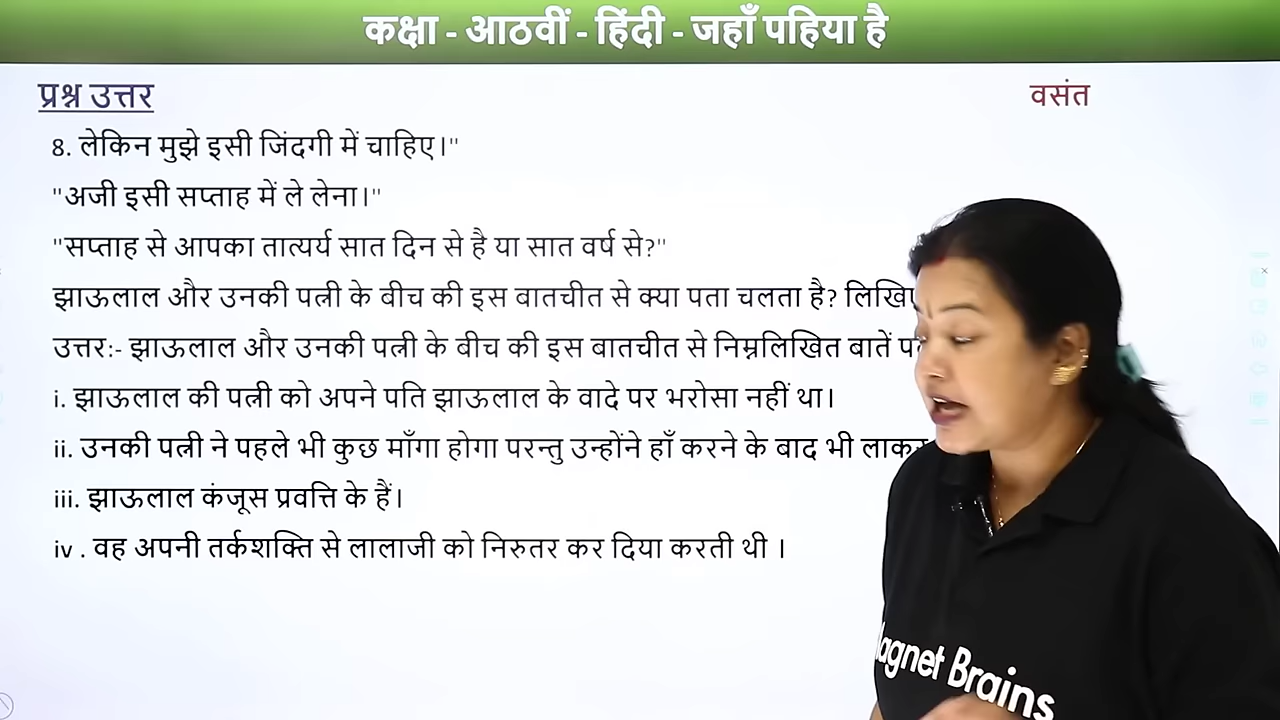 कक्षा - आठवीं - हिंदी - जहाँ पहिया है
प्रश्न उत्तर
वसंत
8. लेकिन मुझे इसी जिंदगी में चाहिए।"
"अजी इसी सप्ताह में ले लेना।"
"सप्ताह से आपका तात्पर्य सात दिन से है या सात वर्ष से?"
झाऊलाल और उनकी पत्नी के बीच की इस बातचीत से क्या पता चलता है?
उत्तर:- झाऊलाल और उनकी पत्नी के बीच की इस बातचीत से निम्नलिखित बातें
i. झाऊलाल की पत्नी को अपने पति झाऊलाल के वादे पर भरोसा नहीं था।
ii. उनकी पत्नी ने पहले भी कुछ माँगा होगा परन्तु उन्होंने हाँ करने के बाद भी
iii. झाऊलाल कंजूस प्रवत्ति के हैं।
iv . वह अपनी तर्कशक्ति से लालाजी को निरुतर कर दिया करती थी ।
Brains